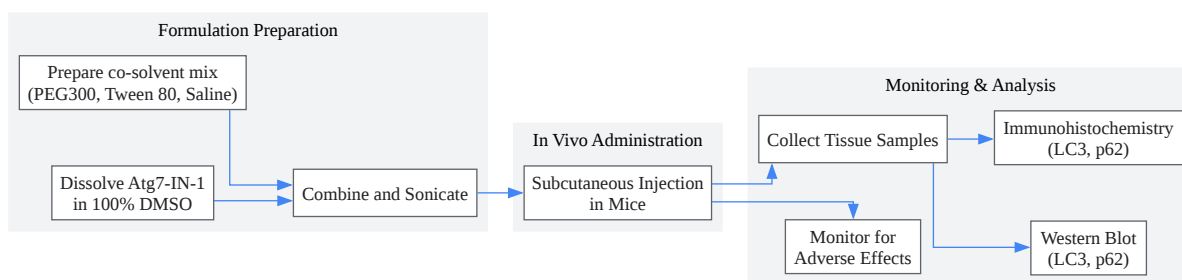 Formulation Preparation
Prepare co-solvent mix
(PEG300, Tween 80, Saline)
Dissolve Atg7-IN-1
in 100% DMSO
Combine and Sonicate
In Vivo Administration
Subcutaneous Injection
in Mice
Monitoring & Analysis
Collect Tissue Samples
Monitor for
Adverse Effects
Immunohistochemistry
(LC3, p62)
Western Blot
(LC3, p62)